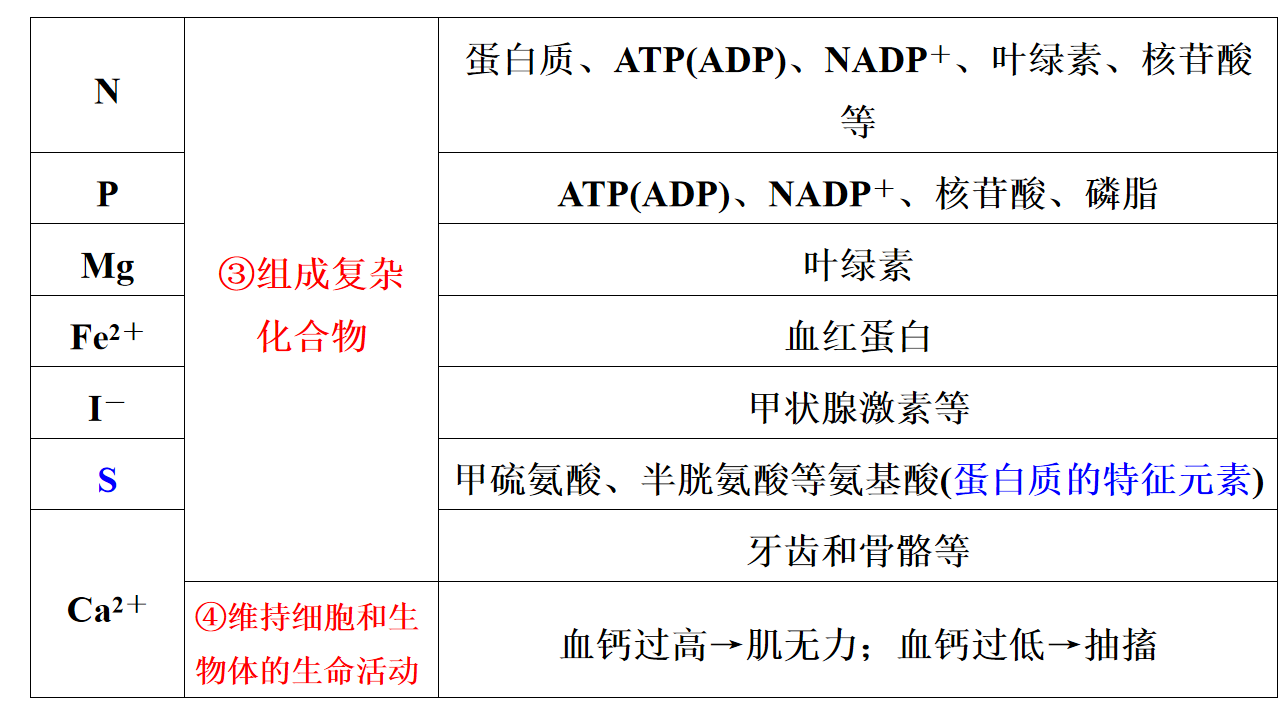 N
蛋白质、ATP(ADP)、NADP⁺、叶绿素、核苷酸
等
P
ATP(ADP)、NADP⁺、核苷酸、磷脂
③组成复杂
化合物
Mg
叶绿素
Fe²⁺
血红蛋白
I⁻
甲状腺激素等
S
甲硫氨酸、半胱氨酸等氨基酸(蛋白质的特征元素)
Ca²⁺
牙齿和骨骼等
④维持细胞和生
物体的生命活动
血钙过高→肌无力；血钙过低→抽搐